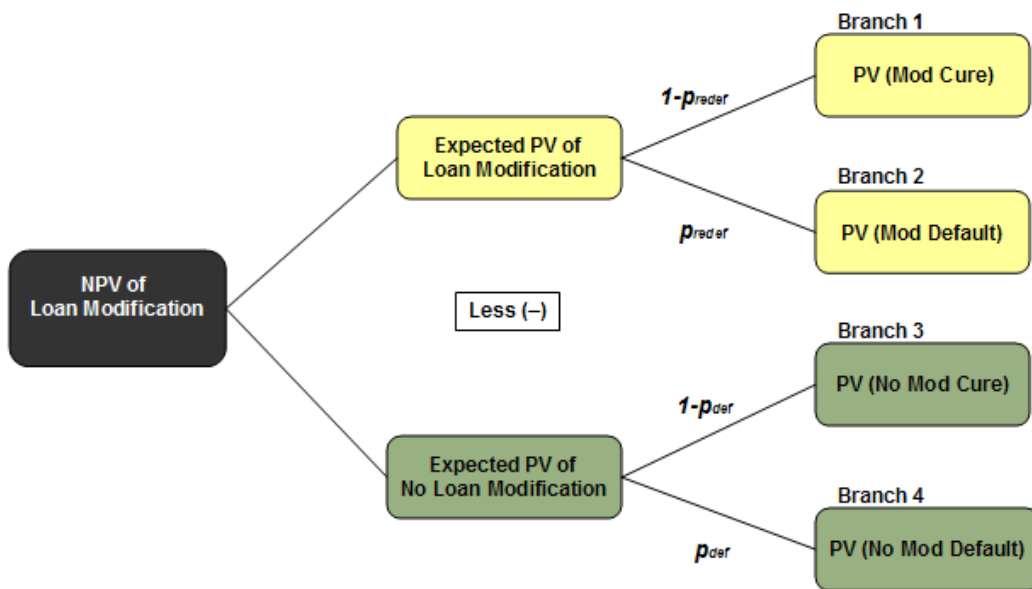 Branch 1
PV (Mod Cure)
1-predef
Expected PV of
Loan Modification
Branch 2
predef
PV (Mod Default)
NPV of
Loan Modification
Less (–)
Branch 3
PV (No Mod Cure)
1-pdef
Expected PV of
No Loan Modification
Branch 4
pdef
PV (No Mod Default)